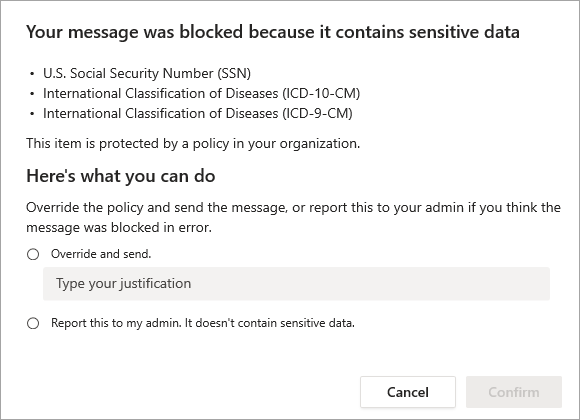 Your message was blocked because it contains sensitive data
• U.S. Social Security Number (SSN)
• International Classification of Diseases (ICD-10-CM)
• International Classification of Diseases (ICD-9-CM)
This item is protected by a policy in your organization.
Here's what you can do
Override the policy and send the message, or report this to your admin if you think the
message was blocked in error.
Override and send.
Type your justification
Report this to my admin. It doesn't contain sensitive data.
Cancel Confirm